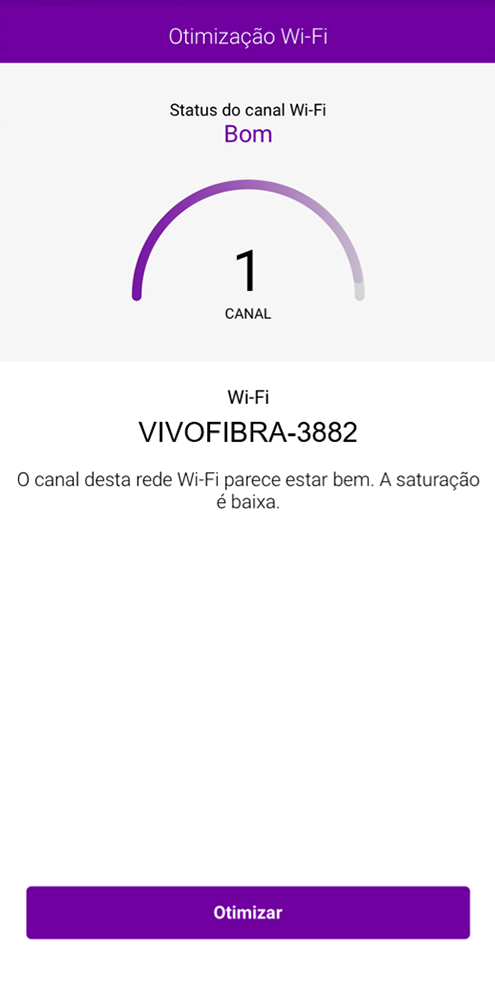 Otimização Wi-Fi
Status do canal Wi-Fi
Bom
1
CANAL
Wi-Fi
VIVOFIBRA-3882
O canal desta rede Wi-Fi parece estar bem. A saturação
é baixa.
Otimizar